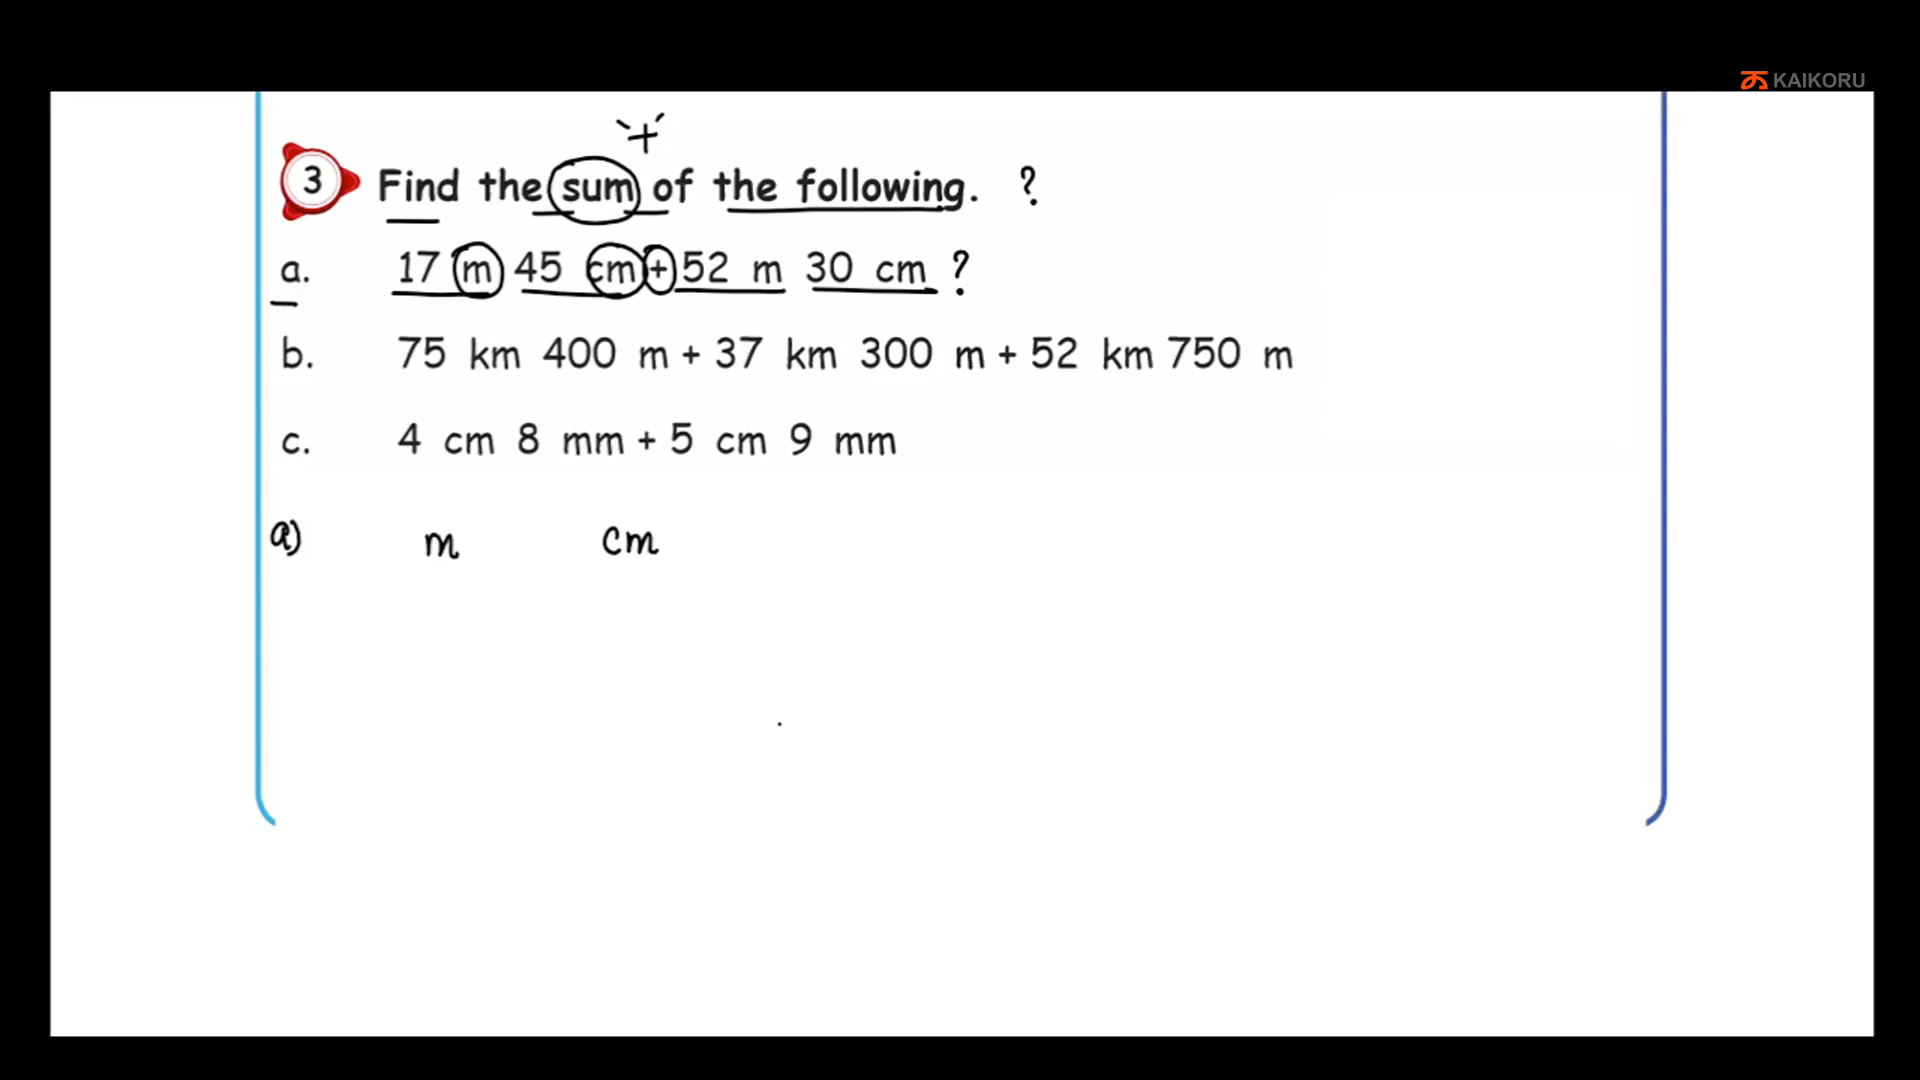 KAIKORU
'+'
3 Find the sum of the following. ?
a. 17 m 45 cm + 52 m 30 cm ?
b. 75 km 400 m + 37 km 300 m + 52 km 750 m
c. 4 cm 8 mm + 5 cm 9 mm
a) m cm